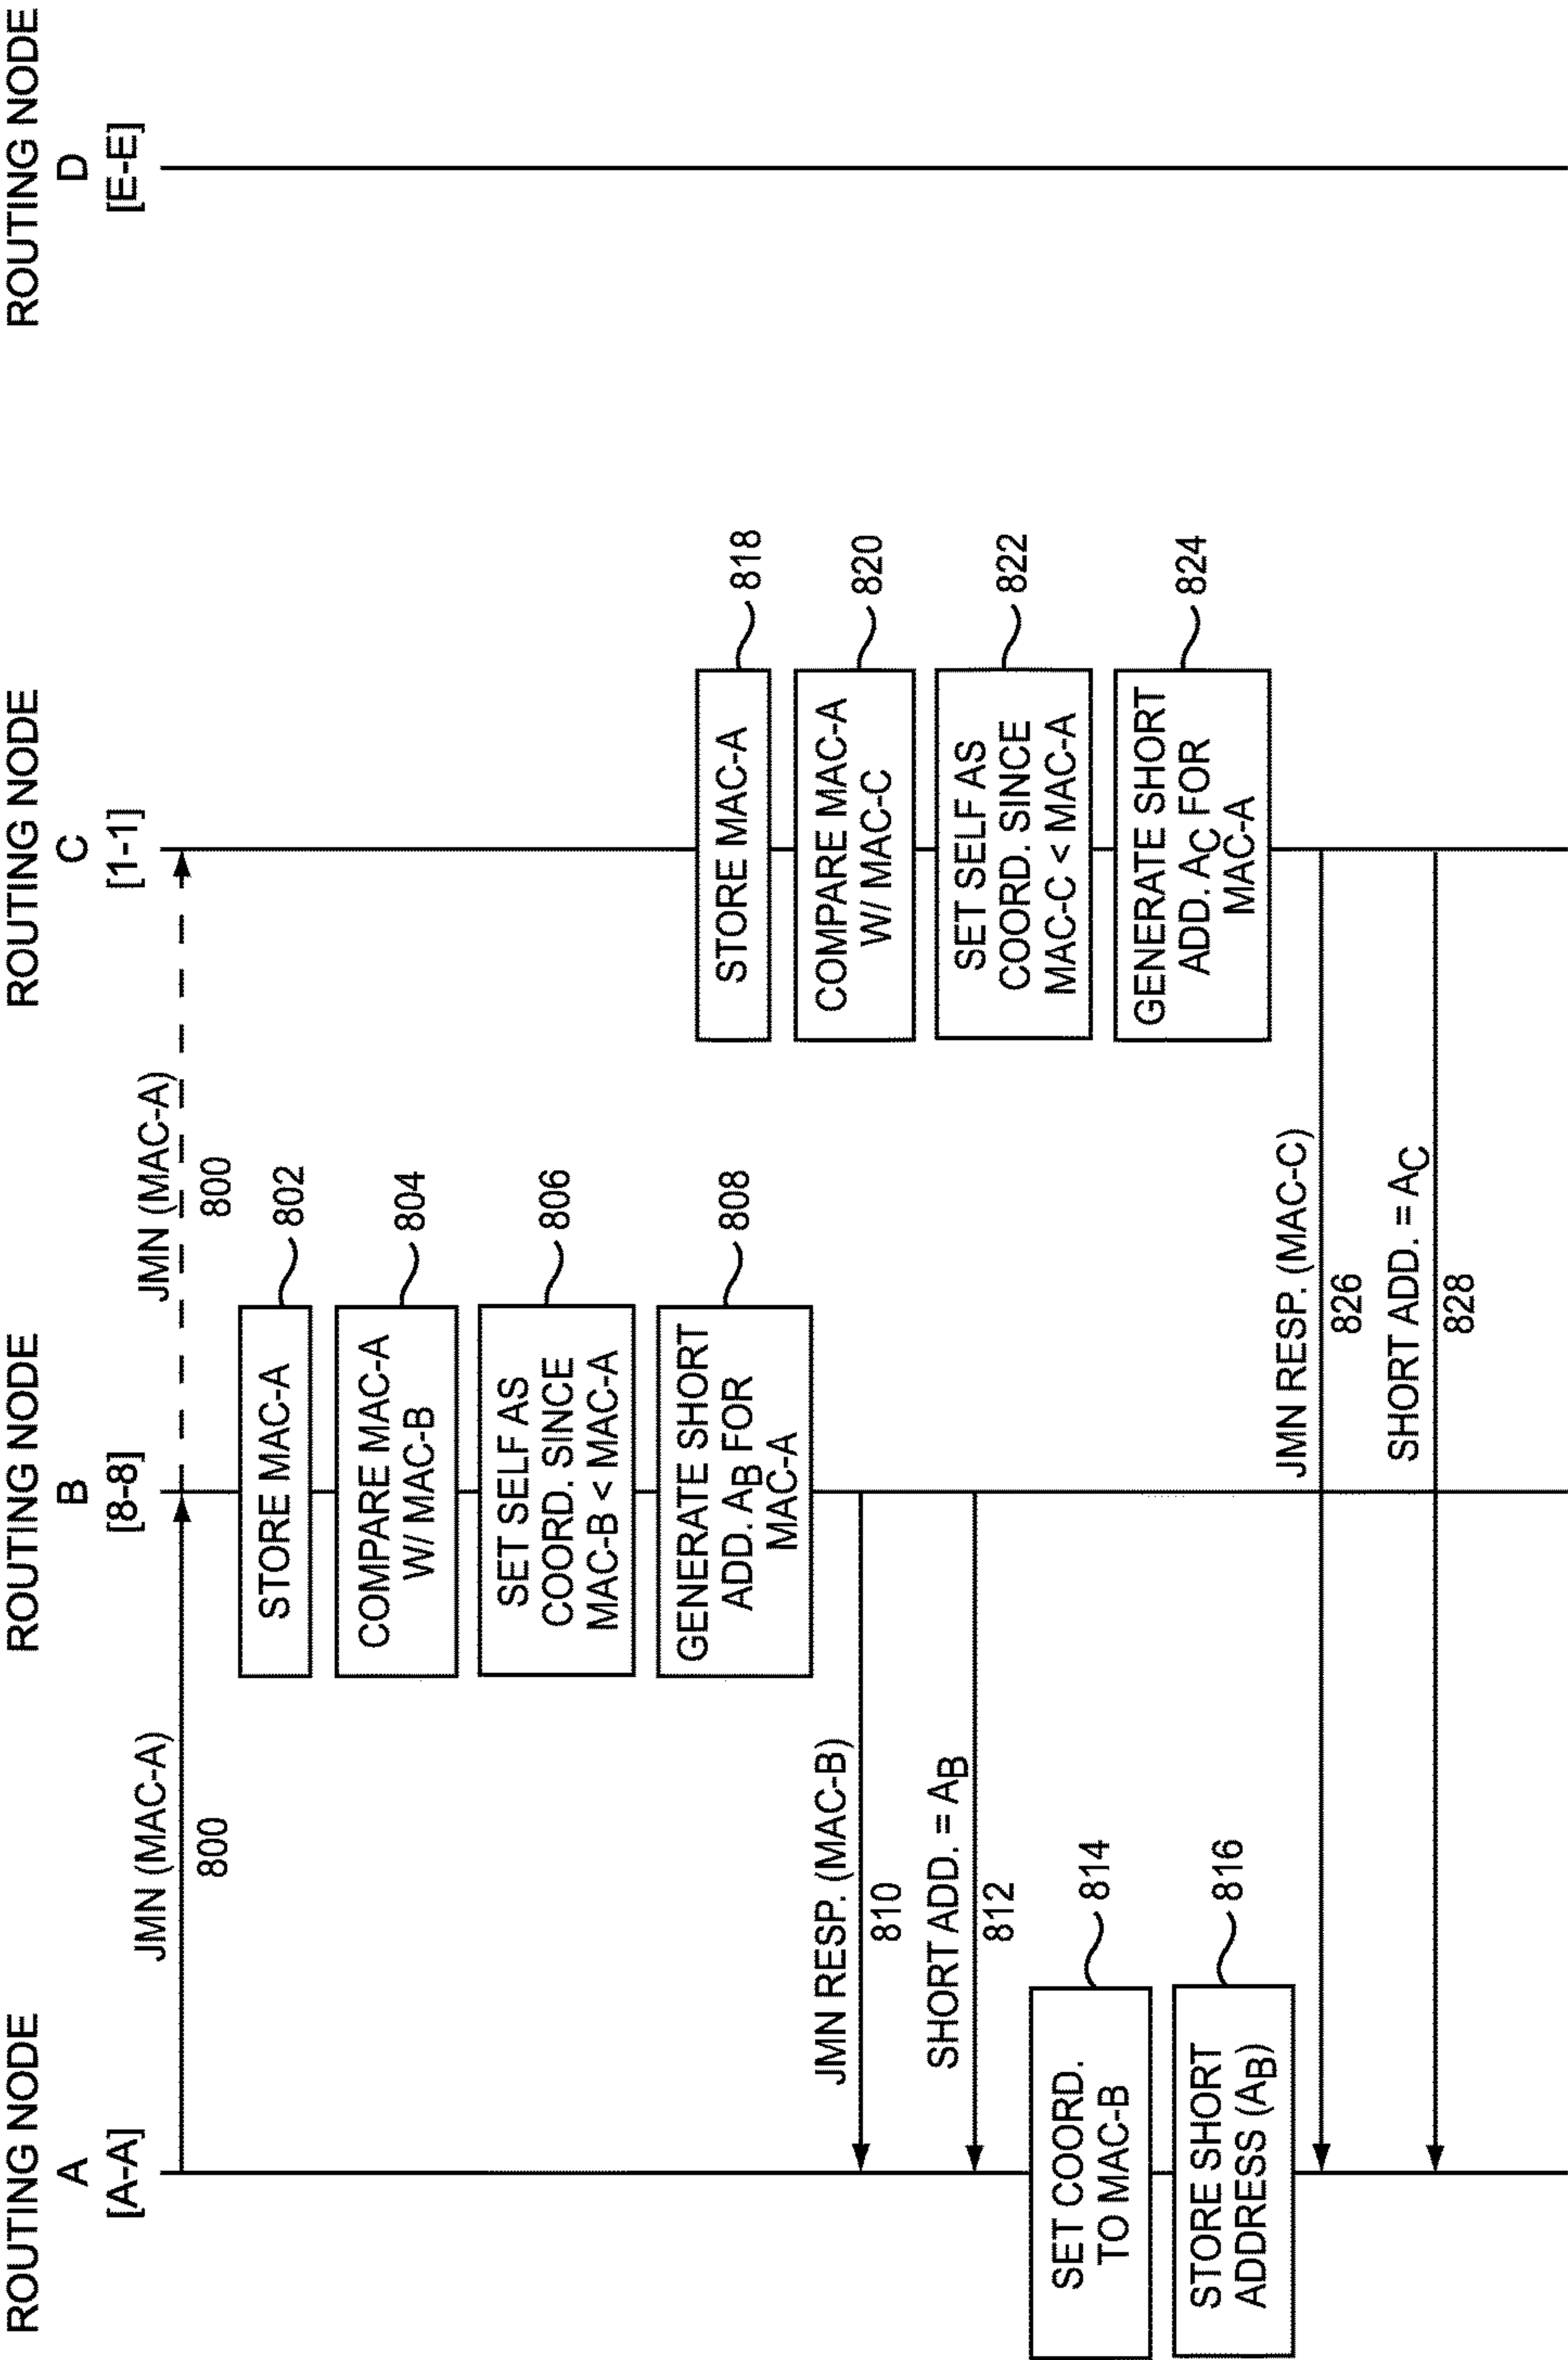 ROUTING NODE
A
[A-A]
ROUTING NODE
B
[8-8]
ROUTING NODE
C
[1-1]
ROUTING NODE
D
[E-E]
JMN (MAC-A)
800
JMN (MAC-A)
800
STORE MAC-A
802
COMPARE MAC-A
W/ MAC-B
804
SET SELF AS
COORD. SINCE
MAC-B < MAC-A
806
GENERATE SHORT
ADD. AB FOR
MAC-A
808
JMN RESP. (MAC-B)
810
SHORT ADD. = AB
812
SET COORD.
TO MAC-B
814
STORE SHORT
ADDRESS (AB)
816
STORE MAC-A
818
COMPARE MAC-A
W/ MAC-C
820
SET SELF AS
COORD. SINCE
MAC-C < MAC-A
822
GENERATE SHORT
ADD. AC FOR
MAC-A
824
JMN RESP. (MAC-C)
826
SHORT ADD. = AC
828